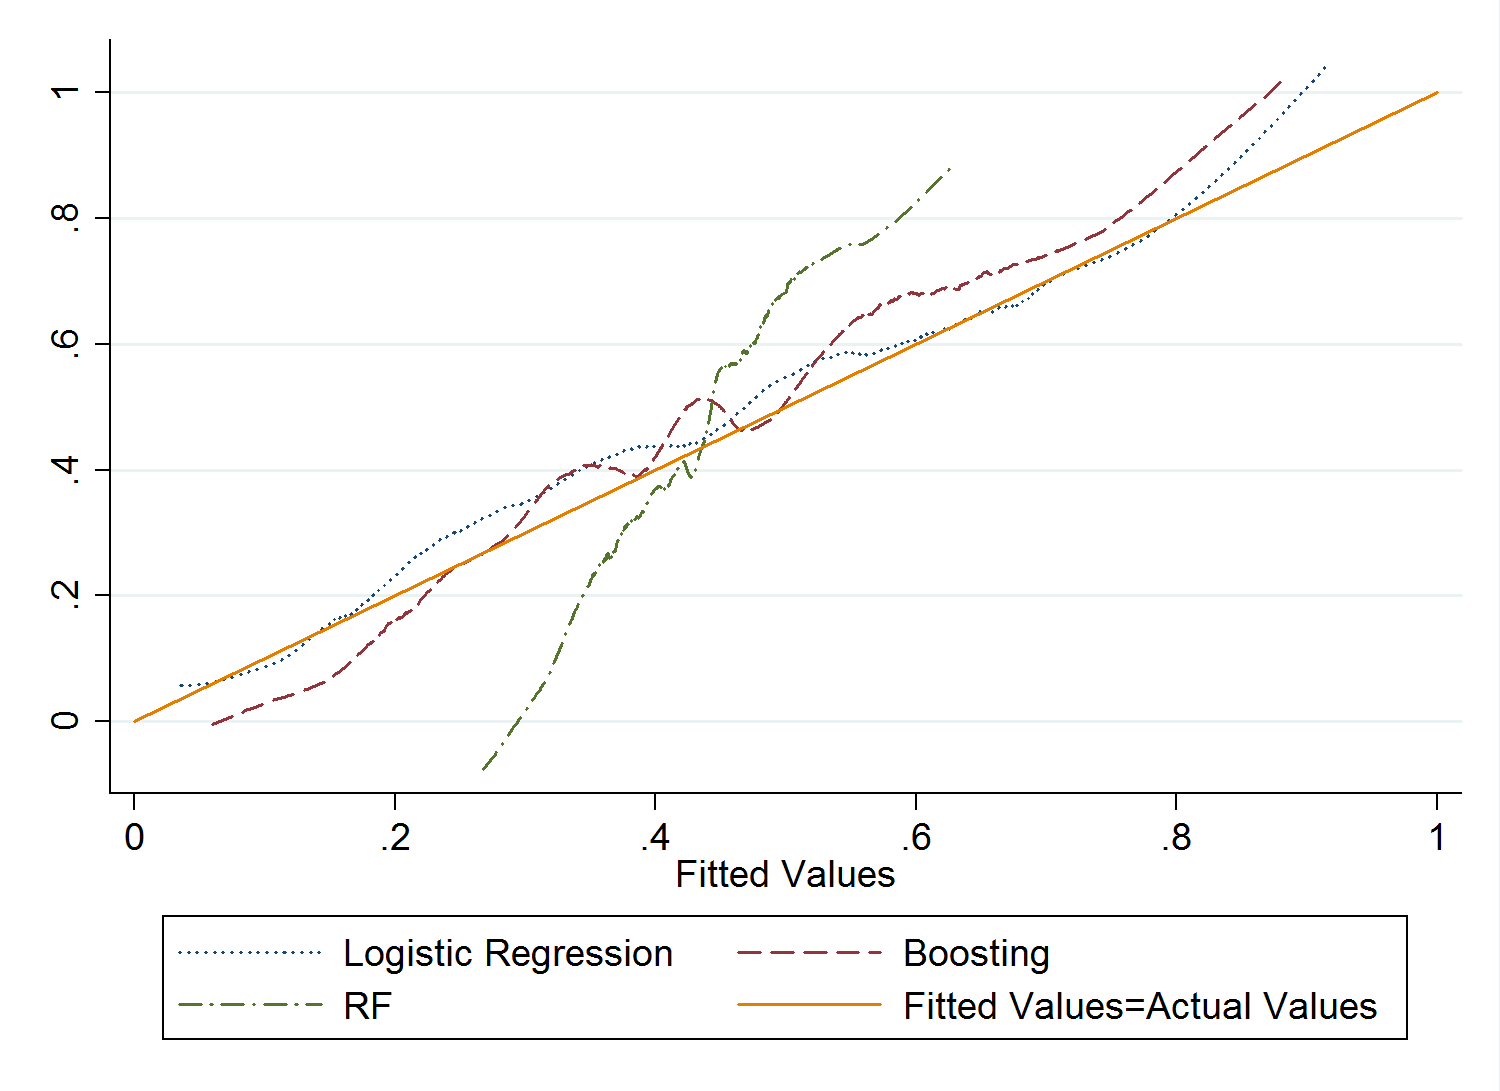 1
.8
.6
.4
.2
0
0 .2 .4 .6 .8 1
Fitted Values
Logistic Regression Boosting
RF Fitted Values=Actual Values